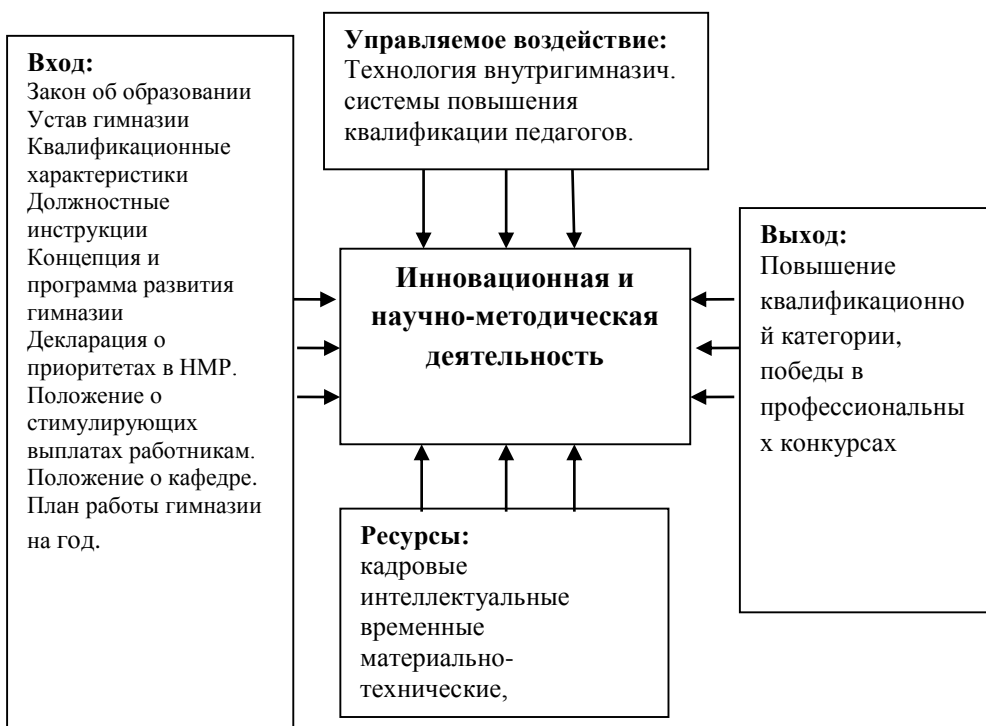 Вход:
Закон об образовании
Устав гимназии
Квалификационные
характеристики
Должностные
инструкции
Концепция и
программа развития
гимназии
Декларация о
приоритетах в НМР.
Положение о
стимулирующих
выплатах работникам.
Положение о кафедре.
План работы гимназии
на год.
Управляемое воздействие:
Технология внутригимназич.
системы повышения
квалификации педагогов.
Инновационная и
научно-методическая
деятельность
Ресурсы:
кадровые
интеллектуальные
временные
материально-
технические,
Выход:
Повышение
квалификационно
й категории,
победы в
профессиональны
х конкурсах